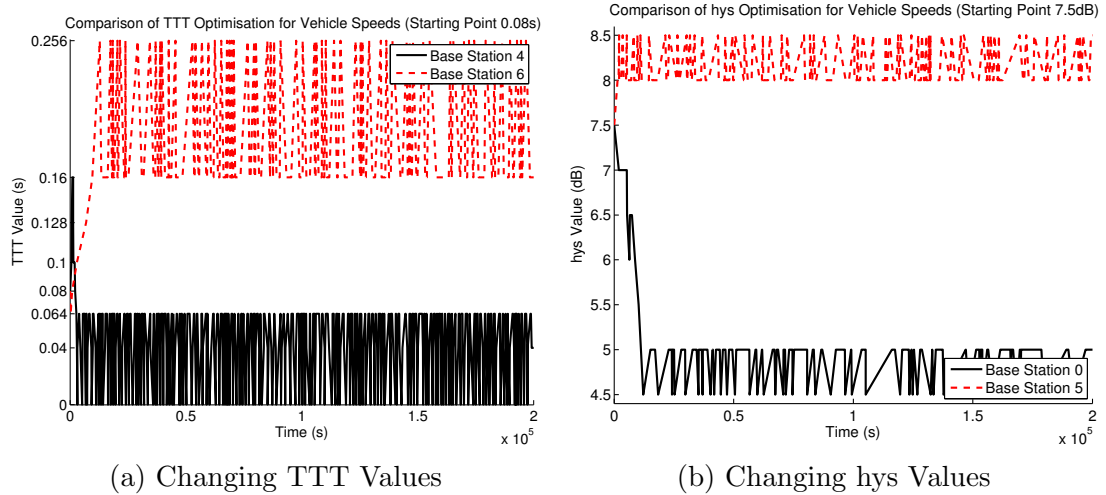 Comparison of TTT Optimisation for Vehicle Speeds (Starting Point 0.08s)
0.256
0.16
0.128
0.1
0.08
0.064
0.04
0
TTT Value (s)
Base Station 4
Base Station 6
0
0.5
1
1.5
2
x 10^5
Time (s)
(a) Changing TTT Values
Comparison of hys Optimisation for Vehicle Speeds (Starting Point 7.5dB)
8.5
8
7.5
7
6.5
6
5.5
5
4.5
hys Value (dB)
Base Station 0
Base Station 5
0
0.5
1
1.5
2
x 10^5
Time (s)
(b) Changing hys Values